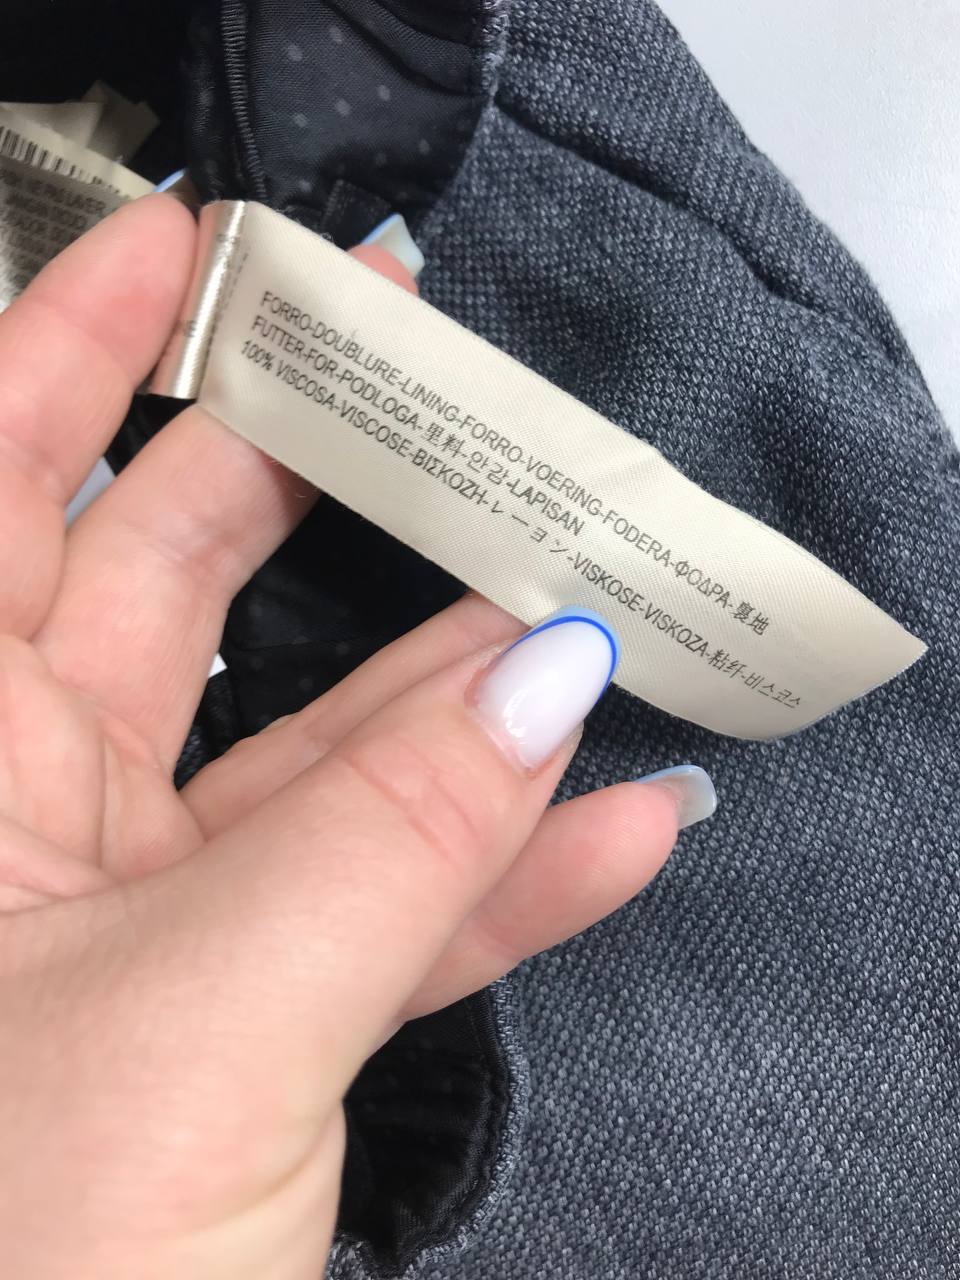 FORRO-DOUBLURE-LINING-FORRO-VOERING-FODERA-ΦΟΔΡΑ-裏地
FUTTER-FOR-PODLOGA-里料-안감-LAPISAN
100% VISCOSA-VISCOSE-ΒΙΣΚΟΖΗ-レーヨン-VISKOSE-VISKOZA-粘纤-비스코스